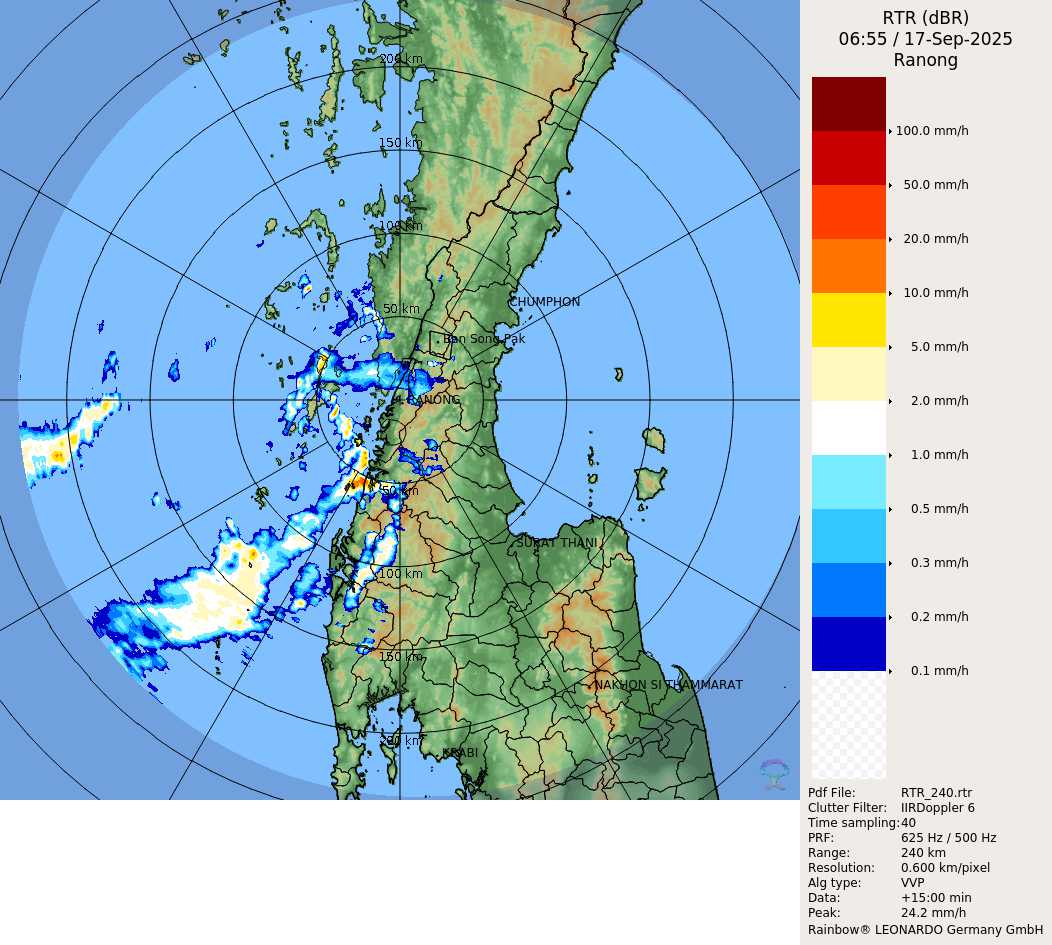 RTR (dBR)
06:55 / 17-Sep-2025
Ranong
100.0 mm/h
50.0 mm/h
20.0 mm/h
10.0 mm/h
5.0 mm/h
2.0 mm/h
1.0 mm/h
0.5 mm/h
0.3 mm/h
0.2 mm/h
0.1 mm/h
Pdf File: RTR_240.rtr
Clutter Filter: IIRDoppler 6
Time sampling: 40
PRF: 625 Hz / 500 Hz
Range: 240 km
Resolution: 0.600 km/pixel
Alg type: VVP
Data: +15:00 min
Peak: 24.2 mm/h
Rainbow® LEONARDO Germany GmbH
200 km
150 km
100 km
50 km
CHUMPHON
Ban Song Pak
RANONG
50 km
SURAT THANI
100 km
150 km
NAKHON SI THAMMARAT
200 km
KRABI